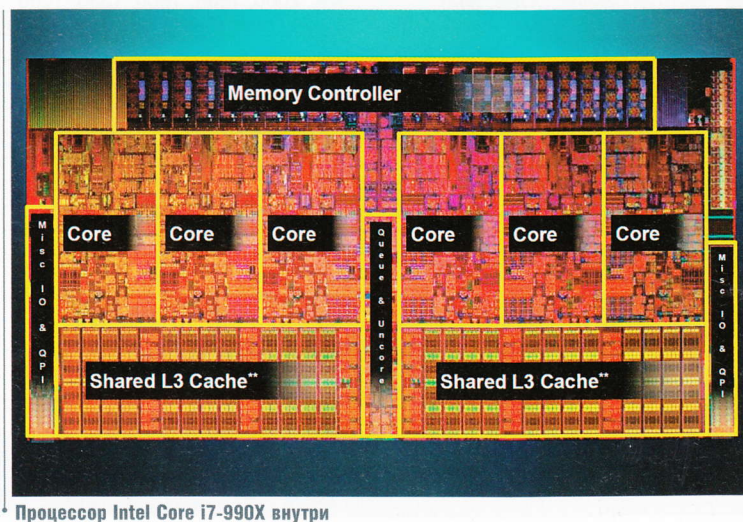 Memory Controller
Core
Core
Core
Core
Core
Core
Misc IO & QPI
Queue & Uncore
Misc IO & QPI
Shared L3 Cache**
Shared L3 Cache**
Процессор Intel Core i7-990X внутри